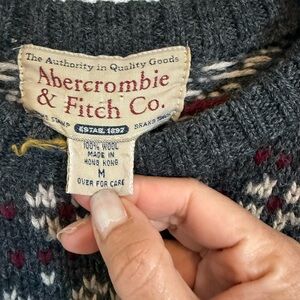 The Authority in Quality Goods
Abercrombie
& Fitch Co.
ESTAB. 1892
100% WOOL
MADE IN
HONG KONG
M
OVER FOR CARE